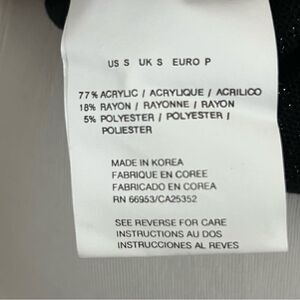 US S UK S EURO P
77% ACRYLIC / ACRYLIQUE / ACRILICO
18% RAYON / RAYONNE / RAYON
5% POLYESTER / POLYESTER /
POLIESTER
MADE IN KOREA
FABRIQUE EN COREE
FABRICADO EN COREA
RN 66953/CA25352
SEE REVERSE FOR CARE
INSTRUCTIONS AU DOS
INSTRUCCIONES AL REVES